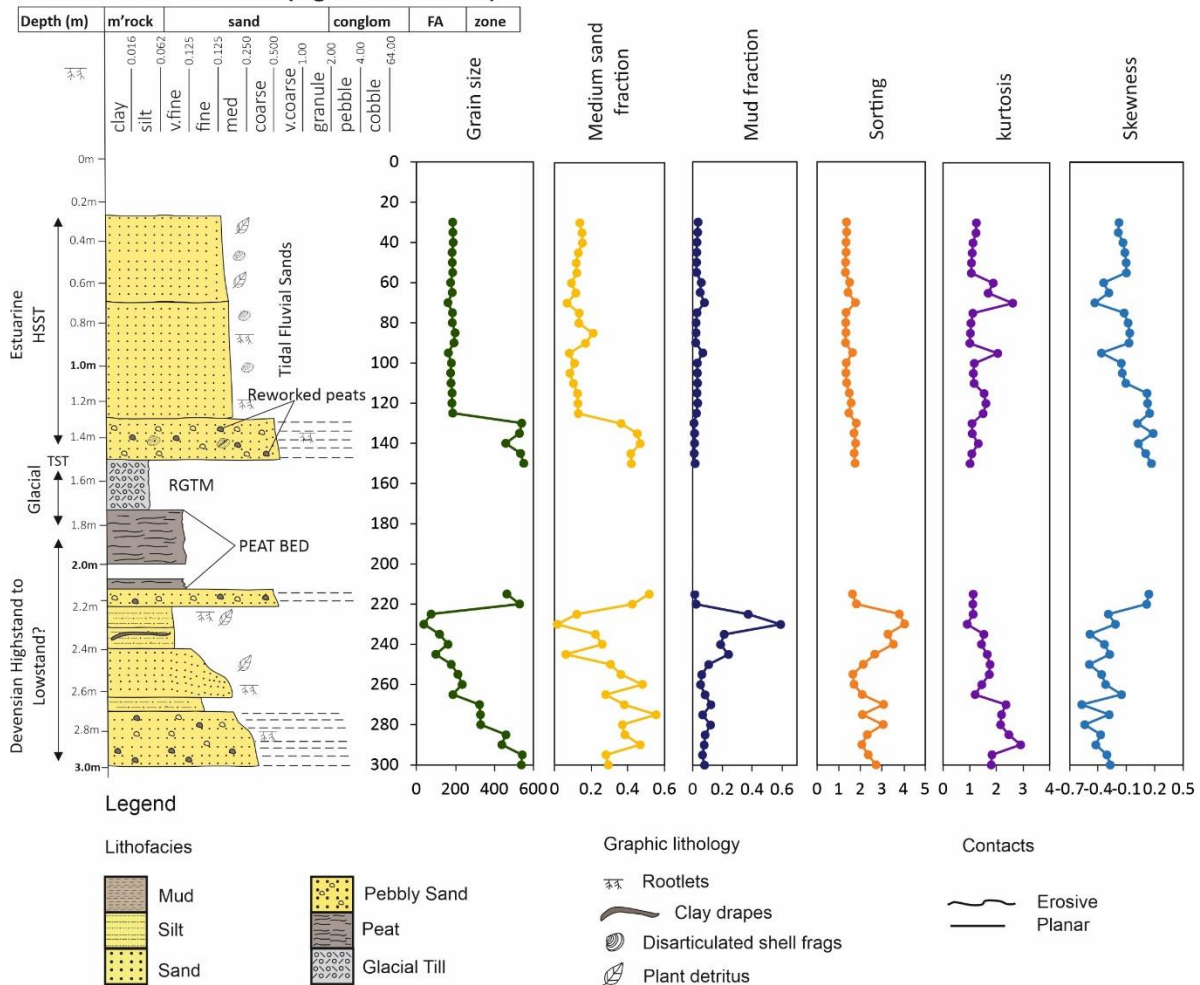 Depth (m) m'rock sand conglom FA zone
0.016 0.062 0.125 0.125 0.250 0.500 1.00 2.00 4.00 64.00
clay silt v.fine fine med coarse v.coarse granule pebble cobble
Grain size
Medium sand
fraction
Mud fraction
Sorting
kurtosis
Skewness
0m
0.2m
0.4m
0.6m
0.8m
1.0m
1.2m
1.4m
1.6m
1.8m
2.0m
2.2m
2.4m
2.6m
2.8m
3.0m
Estuarine
HSST
TST
Glacial
Devensian Highstand to
Lowstand?
Tidal Fluvial Sands
Reworked peats
RGTM
PEAT BED
0
20
40
60
80
100
120
140
160
180
200
220
240
260
280
300
0 200 400 600
0 0.2 0.4 0.6
0 0.2 0.4 0.6 0.8
0 1 2 3 4 5
0 1 2 3 4
-0.7 -0.4 -0.1 0.2 0.5
Legend
Lithofacies
Mud
Silt
Sand
Pebbly Sand
Peat
Glacial Till
Graphic lithology
Rootlets
Clay drapes
Disarticulated shell frags
Plant detritus
Contacts
Erosive
Planar